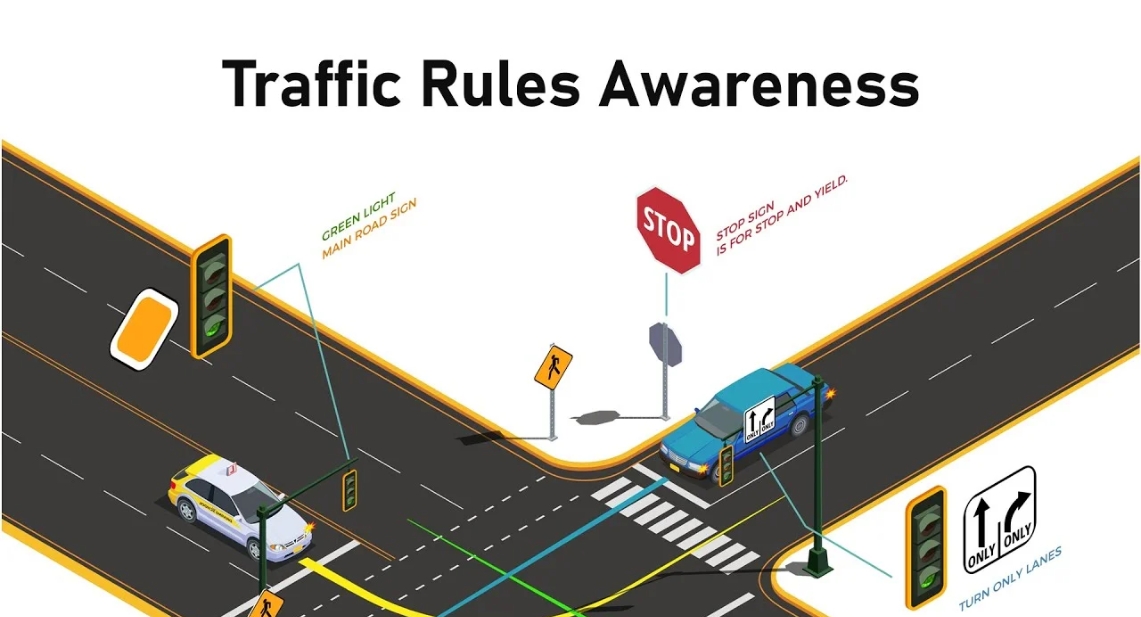 Traffic Rules Awareness
GREEN LIGHT
MAIN ROAD SIGN
STOP
STOP SIGN
IS FOR STOP AND YIELD.
ONLY ONLY
ONLY ONLY
TURN ONLY LANES